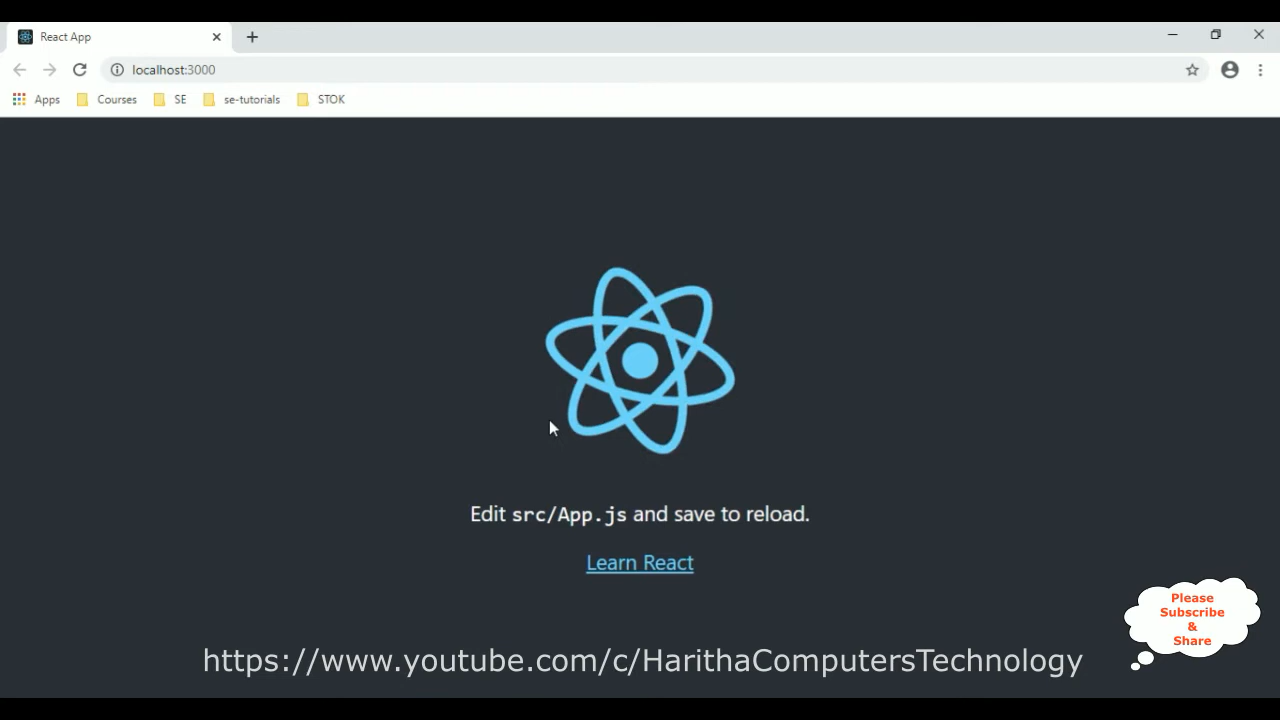 React App
localhost:3000
Apps Courses SE se-tutorials STOK
Edit src/App.js and save to reload.
Learn React
Please
Subscribe
&
Share
https://www.youtube.com/c/HarithaComputersTechnology